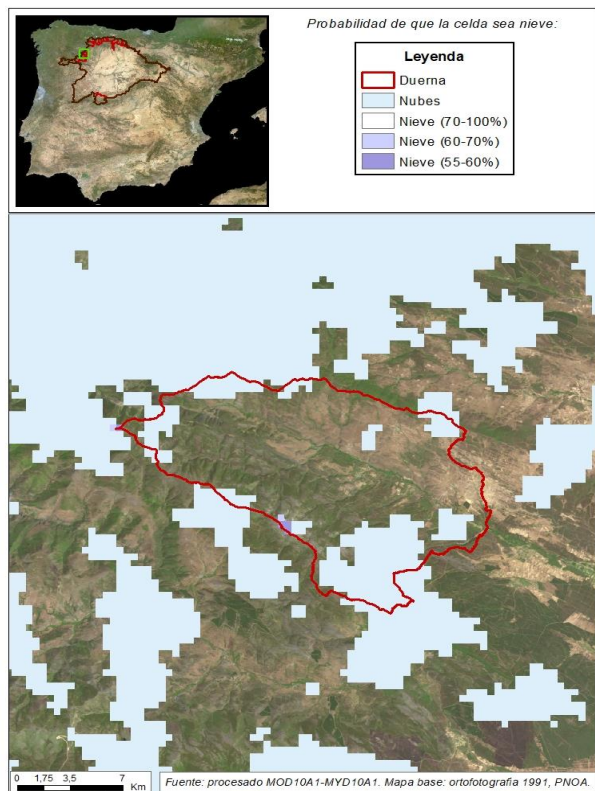 Probabilidad de que la celda sea nieve:
Leyenda
Duerna
Nubes
Nieve (70-100%)
Nieve (60-70%)
Nieve (55-60%)
0 1,75 3,5 7
Km
Fuente: procesado MOD10A1-MYD10A1. Mapa base: ortofotografia 1991, PNOA.